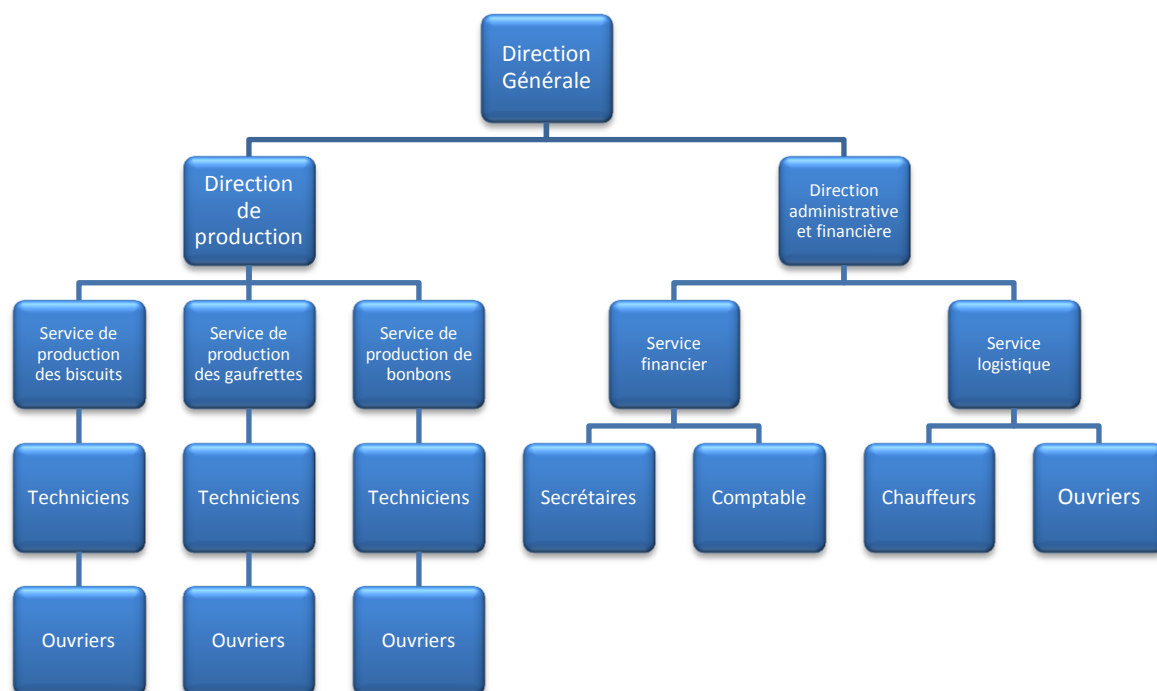 Direction
Générale
Direction
de
production
Direction
administrative
et financière
Service de
production
des biscuits
Service de
production
des gaufrettes
Service de
production de
bonbons
Service
financier
Service
logistique
Techniciens
Techniciens
Techniciens
Secrétaires
Comptable
Chauffeurs
Ouvriers
Ouvriers
Ouvriers
Ouvriers